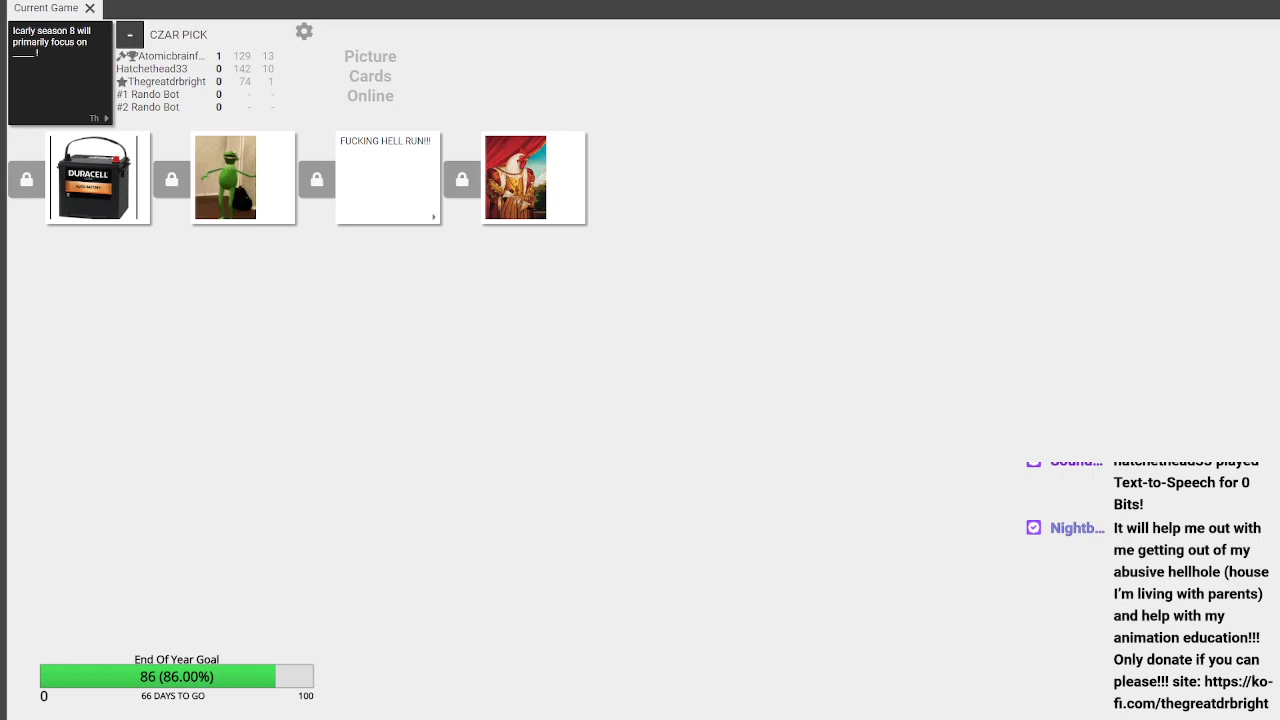 Current Game
Icarly season 8 will
primarily focus on
____ !
Th
-
CZAR PICK
Atomicbrainf... 1 129 13
Hatchethead33 0 142 10
Thegreatdrbright 0 74 1
#1 Rando Bot 0 - -
#2 Rando Bot 0 - -
Picture
Cards
Online
DURACELL
AUTO BATTERY
FUCKING HELL RUN!!!
Sound... hatchethead33 played
Text-to-Speech for 0
Bits!
Nightb... It will help me out with
me getting out of my
abusive hellhole (house
I'm living with parents)
and help with my
animation education!!!
Only donate if you can
please!!! site: https://ko-
fi.com/thegreatdrbright
End Of Year Goal
86 (86.00%)
0 66 DAYS TO GO 100